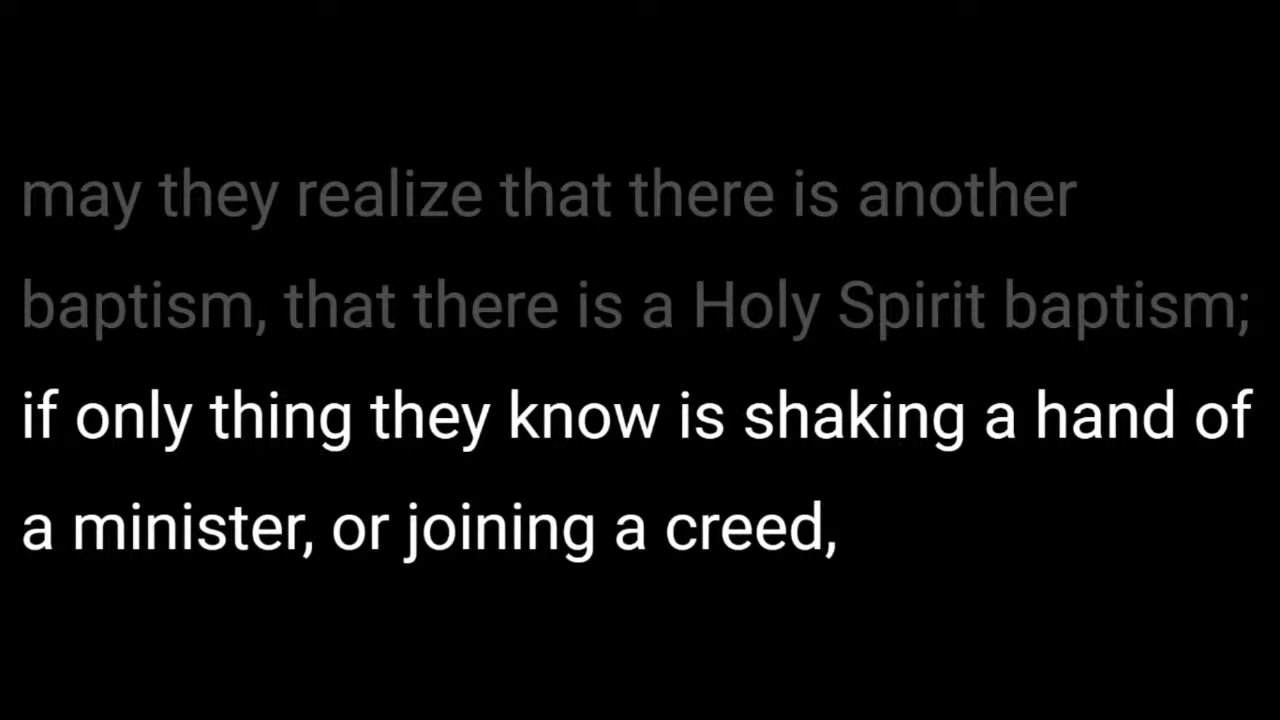 may they realize that there is another
baptism, that there is a Holy Spirit baptism;
if only thing they know is shaking a hand of
a minister, or joining a creed,